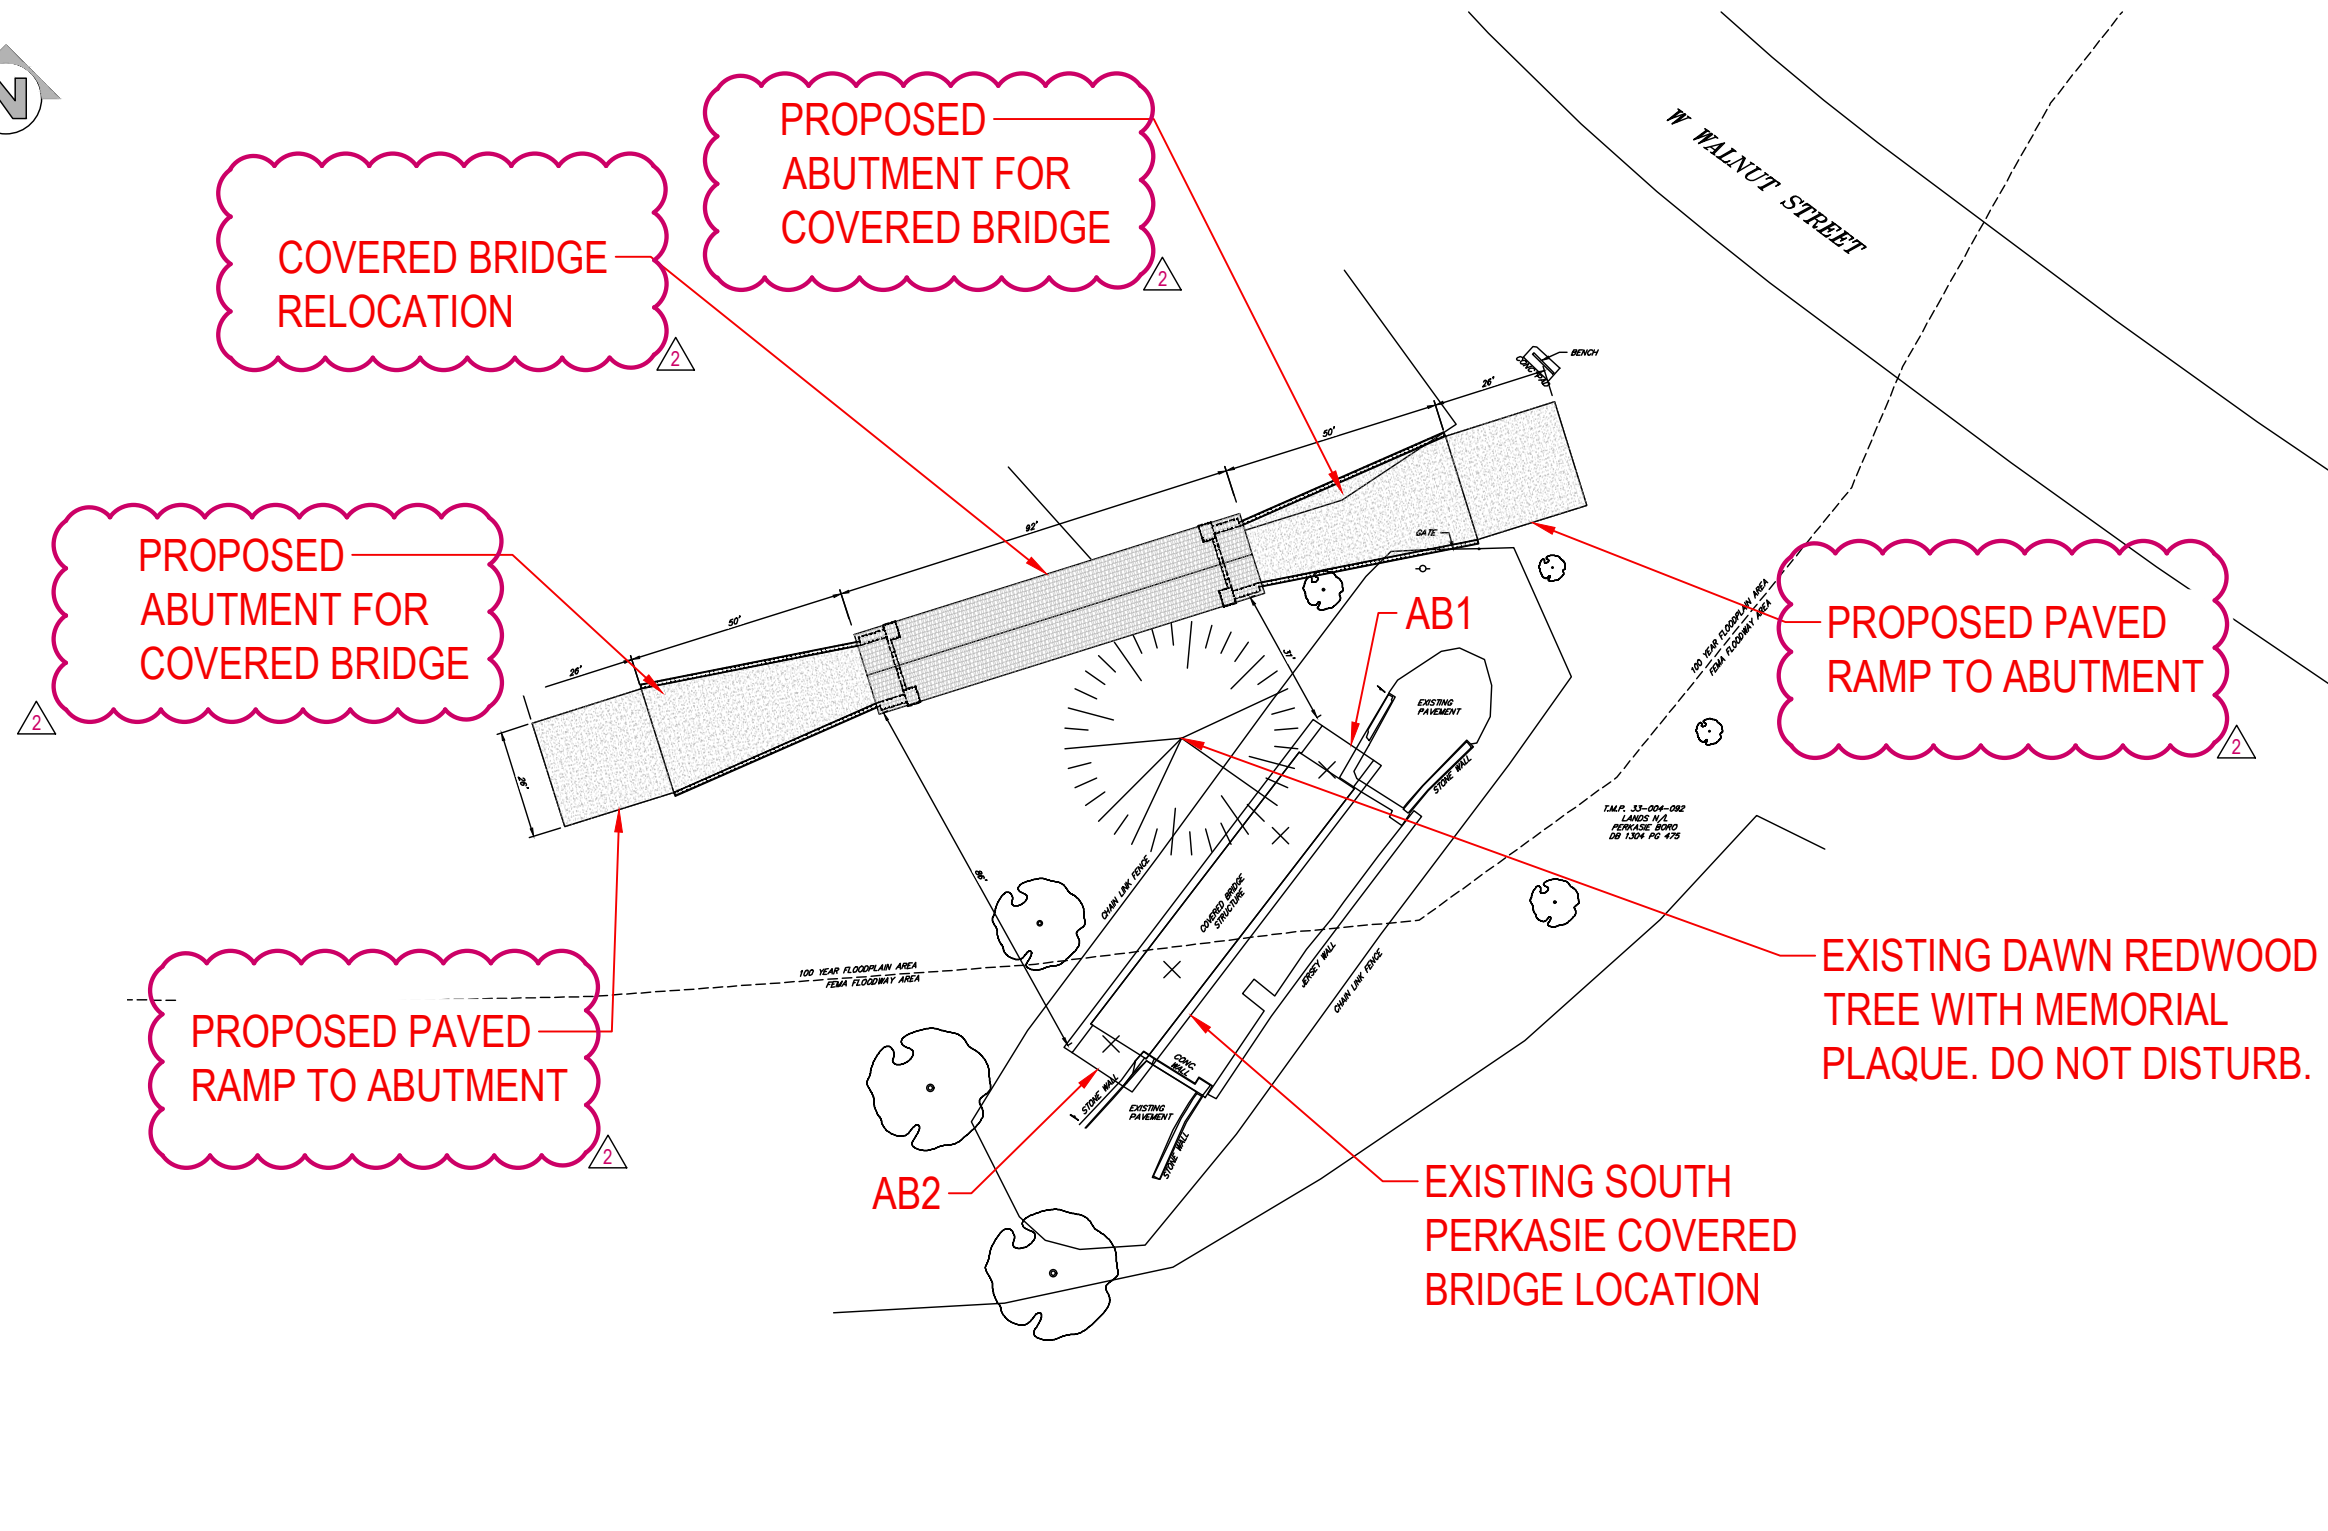 N
W WALNUT STREET
PROPOSED
ABUTMENT FOR
COVERED BRIDGE
2
COVERED BRIDGE
RELOCATION
2
BENCH
CONC PAD
26'
50'
92'
50'
26'
26'
GATE
PROPOSED
ABUTMENT FOR
COVERED BRIDGE
2
AB1
31'
PROPOSED PAVED
RAMP TO ABUTMENT
2
100 YEAR FLOODPLAIN AREA
FEMA FLOODWAY AREA
EXISTING
PAVEMENT
STONE WALL
T.M.P. 33-004-092
LANDS N/L
PERKASIE BORO
DB 1304 PG 475
CHAIN LINK FENCE
COVERED BRIDGE
STRUCTURE
JERSEY WALL
CHAIN LINK FENCE
EXISTING DAWN REDWOOD
TREE WITH MEMORIAL
PLAQUE. DO NOT DISTURB.
100 YEAR FLOODPLAIN AREA
FEMA FLOODWAY AREA
PROPOSED PAVED
RAMP TO ABUTMENT
2
CONC.
WALL
STONE WALL
EXISTING
PAVEMENT
STONE WALL
AB2
EXISTING SOUTH
PERKASIE COVERED
BRIDGE LOCATION